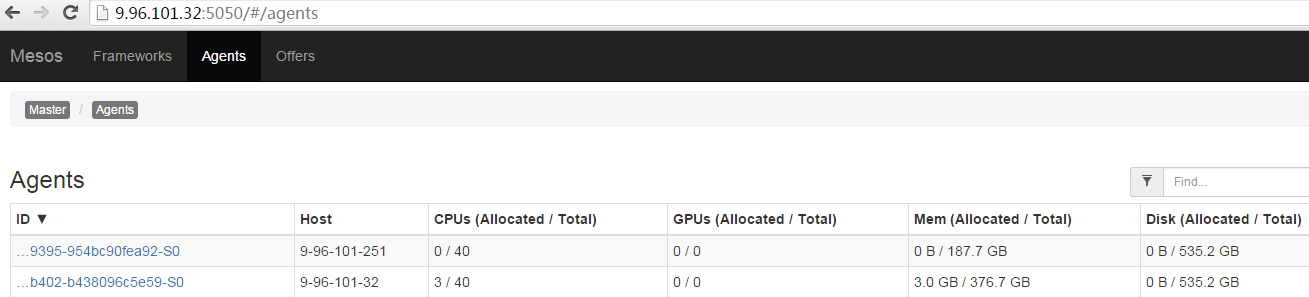 9.96.101.32:5050/#/agents
Mesos Frameworks Agents Offers
Master / Agents
Agents Find...
ID ▼ Host CPUs (Allocated / Total) GPUs (Allocated / Total) Mem (Allocated / Total) Disk (Allocated / Total)
…9395-954bc90fea92-S0 9-96-101-251 0 / 40 0 / 0 0 B / 187.7 GB 0 B / 535.2 GB
…b402-b438096c5e59-S0 9-96-101-32 3 / 40 0 / 0 3.0 GB / 376.7 GB 0 B / 535.2 GB